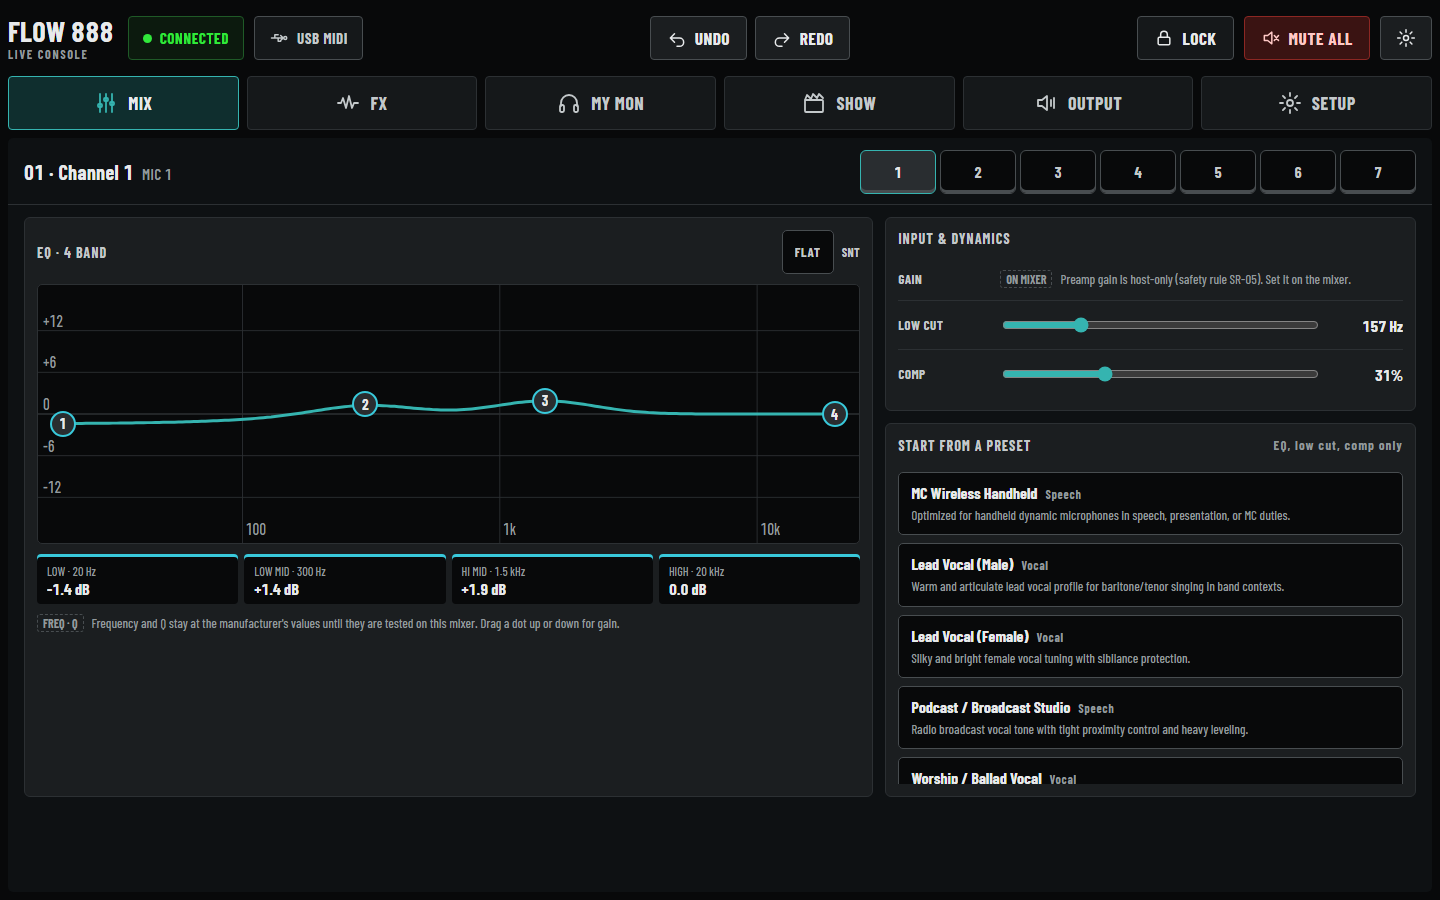 FLOW 888
LIVE CONSOLE
CONNECTED
USB MIDI
UNDO
REDO
LOCK
MUTE ALL
MIX
FX
MY MON
SHOW
OUTPUT
SETUP
01 · Channel 1 MIC 1
1 2 3 4 5 6 7
EQ · 4 BAND
FLAT
SNT
+12
+6
0
-6
-12
100
1k
10k
1
2
3
4
LOW · 20 Hz
-1.4 dB
LOW MID · 300 Hz
+1.4 dB
HI MID · 1.5 kHz
+1.9 dB
HIGH · 20 kHz
0.0 dB
FREQ · Q Frequency and Q stay at the manufacturer's values until they are tested on this mixer. Drag a dot up or down for gain.
INPUT & DYNAMICS
GAIN ON MIXER Preamp gain is host-only (safety rule SR-05). Set it on the mixer.
LOW CUT 157 Hz
COMP 31%
START FROM A PRESET EQ, low cut, comp only
MC Wireless Handheld Speech
Optimized for handheld dynamic microphones in speech, presentation, or MC duties.
Lead Vocal (Male) Vocal
Warm and articulate lead vocal profile for baritone/tenor singing in band contexts.
Lead Vocal (Female) Vocal
Silky and bright female vocal tuning with sibilance protection.
Podcast / Broadcast Studio Speech
Radio broadcast vocal tone with tight proximity control and heavy leveling.
Worship / Ballad Vocal Vocal